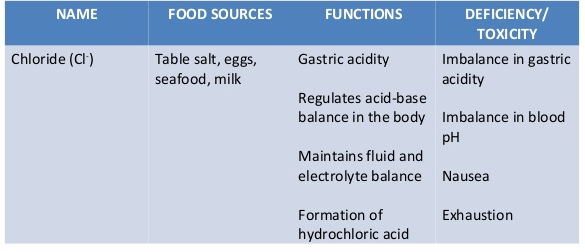 NAME
FOOD SOURCES
FUNCTIONS
DEFICIENCY/
TOXICITY
Chloride (Cl⁻)
Table salt, eggs,
seafood, milk
Gastric acidity
Regulates acid-base
balance in the body
Maintains fluid and
electrolyte balance
Formation of
hydrochloric acid
Imbalance in gastric
acidity
Imbalance in blood
pH
Nausea
Exhaustion